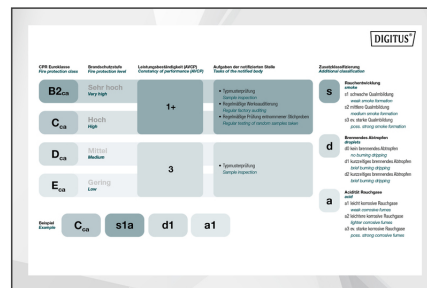 DIGITUS®
CPR Euroklasse
Fire protection class
Brandschutzstufe
Fire protection level
Leistungsbeständigkeit (AVCP)
Constancy of performance (AVCP)
Aufgaben der notifizierten Stelle
Tasks of the notified body
Zusatzklassifizierung
Additional classification
B2ca
Sehr hoch
Very high
Cca
Hoch
High
1+
• Typmusterprüfung
Sample inspection
• Regelmäßige Werksauditierung
Regular factory auditing
• Regelmäßige Prüfung entnommener Stichproben
Regular testing of random samples taken
Dca
Mittel
Medium
Eca
Gering
Low
3
• Typmusterprüfung
Sample inspection
s
Rauchentwicklung
smoke
s1 schwache Qualmbildung
weak smoke formation
s2 mittlere Qualmbildung
medium smoke formation
s3 ev. starke Qualmbildung
poss. strong smoke formation
d
Brennendes Abtropfen
droplets
d0 kein brennendes Abtropfen
no burning dripping
d1 kurzzeitiges brennendes Abtropfen
brief burning dripping
d2 kurzzeitiges brennendes Abtropfen
brief burning dripping
a
Acidität Rauchgase
acid
a1 leicht korrosive Rauchgase
weak corrosive fumes
a2 leichtere korrosive Rauchgase
lighter corrosive fumes
a3 ev. starke korrosive Rauchgase
poss. strong corrosive fumes
Beispiel
Example
Cca
s1a
d1
a1